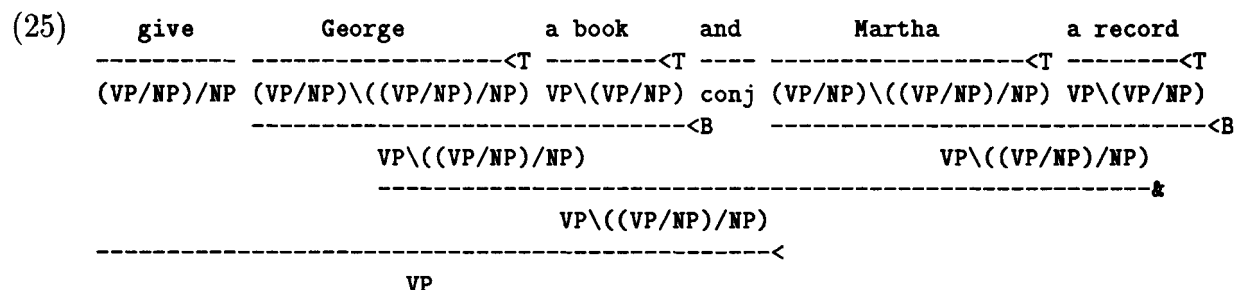 (25) give George a book and Martha a record
---------- ------------------<T --------<T ---- ------------------<T --------<T
(VP/NP)/NP (VP/NP)\((VP/NP)/NP) VP\(VP/NP) conj (VP/NP)\((VP/NP)/NP) VP\(VP/NP)
-------------------------------<B -------------------------------<B
VP\((VP/NP)/NP) VP\((VP/NP)/NP)
--------------------------------------------------------&
VP\((VP/NP)/NP)
-------------------------------------------------<
VP